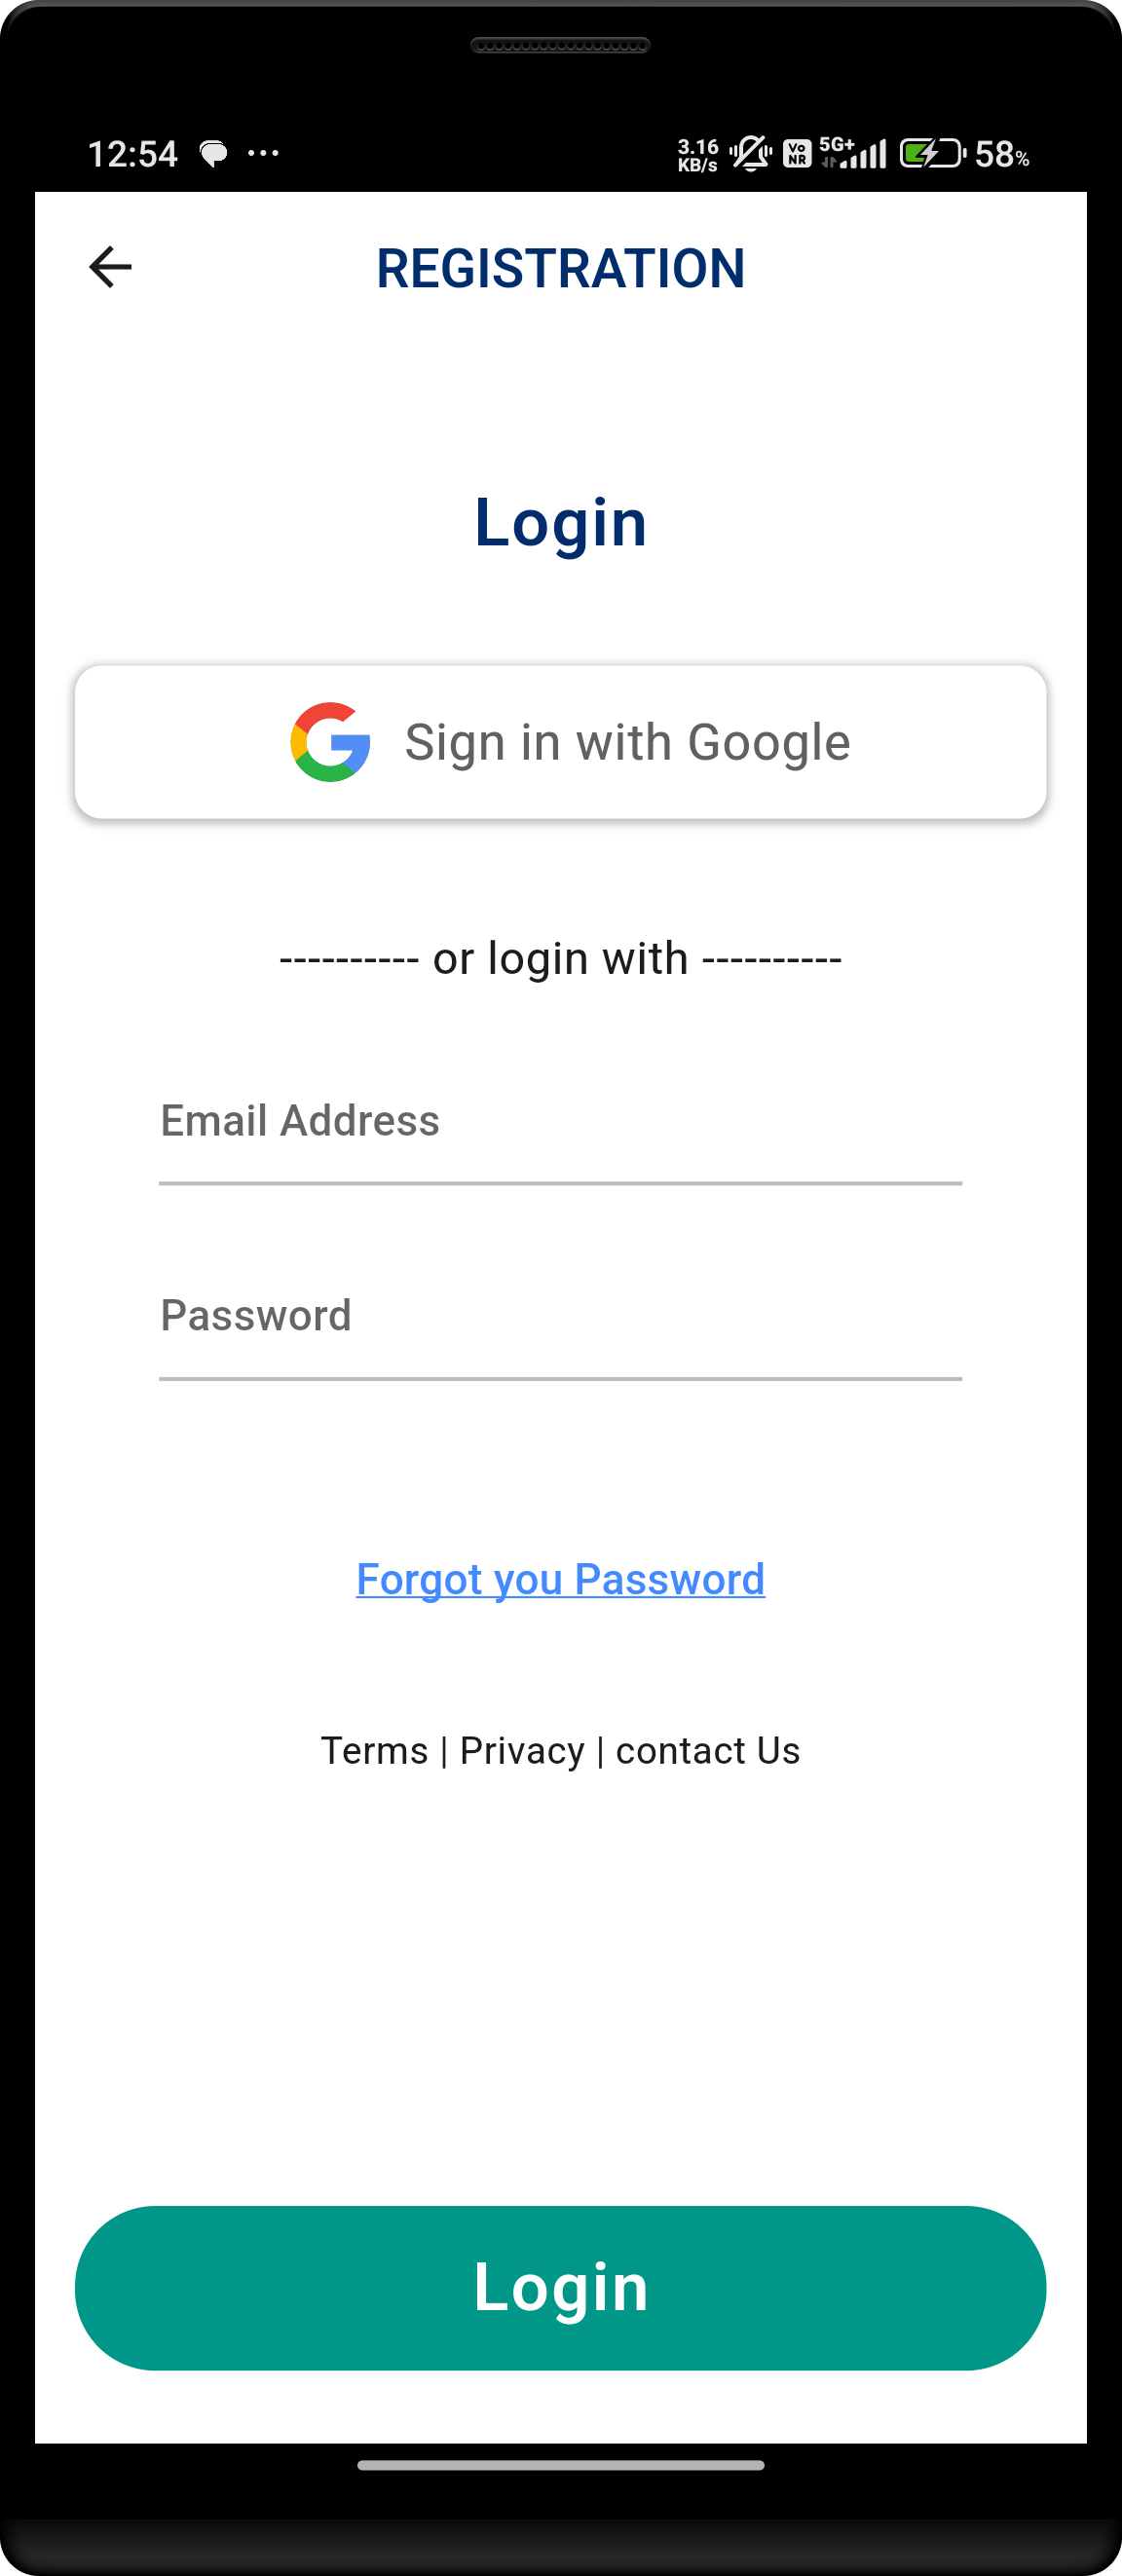 12:54 ... 3.16 KB/s Vo NR 5G+ 58%
REGISTRATION
Login
Sign in with Google
---------- or login with ----------
Email Address
Password
Forgot you Password
Terms | Privacy | contact Us
Login